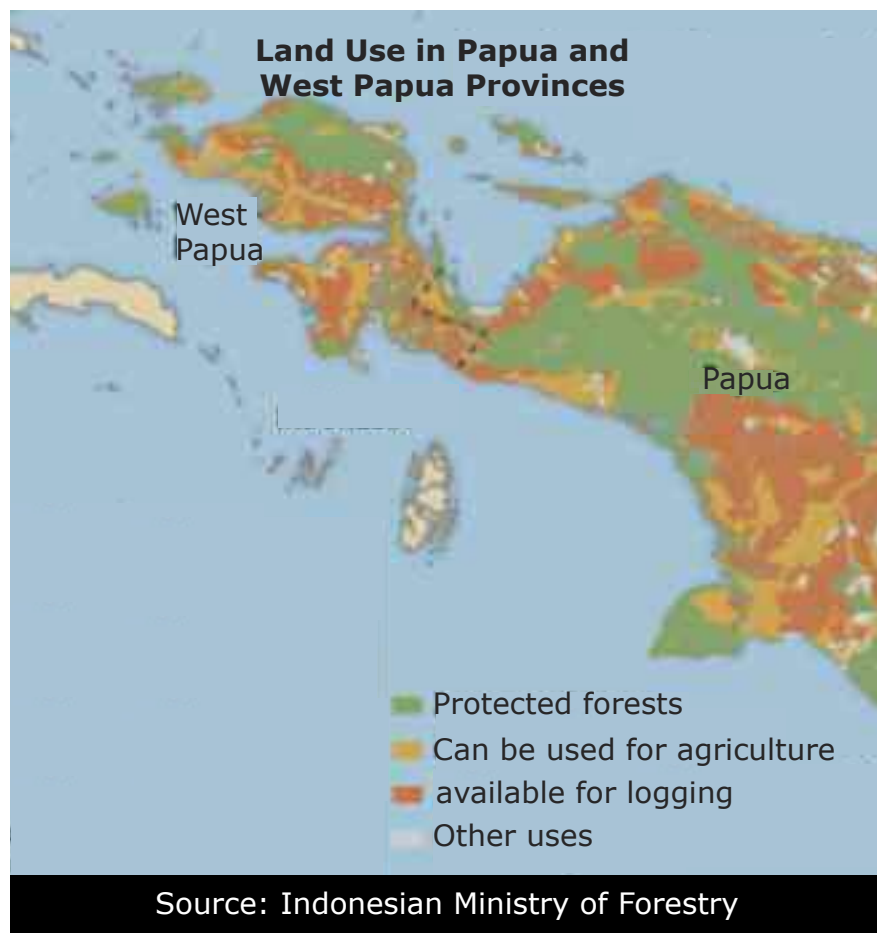 Land Use in Papua and
West Papua Provinces
West
Papua
Papua
Protected forests
Can be used for agriculture
available for logging
Other uses
Source: Indonesian Ministry of Forestry